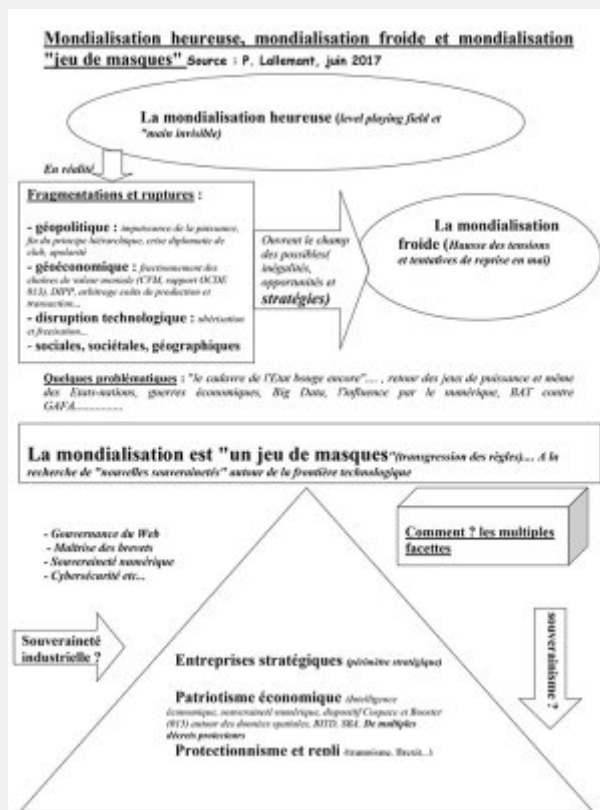 Mondialisation heureuse, mondialisation froide et mondialisation
"jeu de masques" Source : P. Lallemant, juin 2017
La mondialisation heureuse (level playing field et
"main invisible)
En réalité
Fragmentations et ruptures :
- géopolitique : impuissance de la puissance,
fin du principe hiérarchique, crise diplomatie de
club, apolarité
- géoéconomique : fractionnement des
chaînes de valeur mondiale (CVM, rapport OCDE
013), DIPP, arbitrage coûts de production et
transaction...
- disruption technologique : ubérisation
et
- sociales, sociétales, géographiques
Ouvrent le champ
des possibles(
inégalités,
opportunités et
stratégies)
La mondialisation
froide (Hausse des tensions
et tentatives de reprise en mai)
Quelques problématiques : "le cadavre de l'Etat bouge encore"...., retour des jeux de puissance et même
des Etats-nations, guerres économiques, Big Data, l'influence par le numérique, BAT contre
GAFA...............
La mondialisation est "un jeu de masques"(transgression des règles).... A la
recherche de "nouvelles souverainetés" autour de la frontière technologique
- Gouvernance du Web
- Maîtrise des brevets
- Souveraineté numérique
- Cybersécurité etc...
Comment ? les multiples
facettes
Souveraineté
industrielle ?
souverainisme ?
Entreprises stratégiques (périmètre stratégique)
Patriotisme économique (Intelligence
économique, souveraineté numérique, dispositif Cospace et Booster
(013) autour des données spatiales, BITD, SBA. De multiples
décrets protecteurs
Protectionnisme et repli Brexit...)